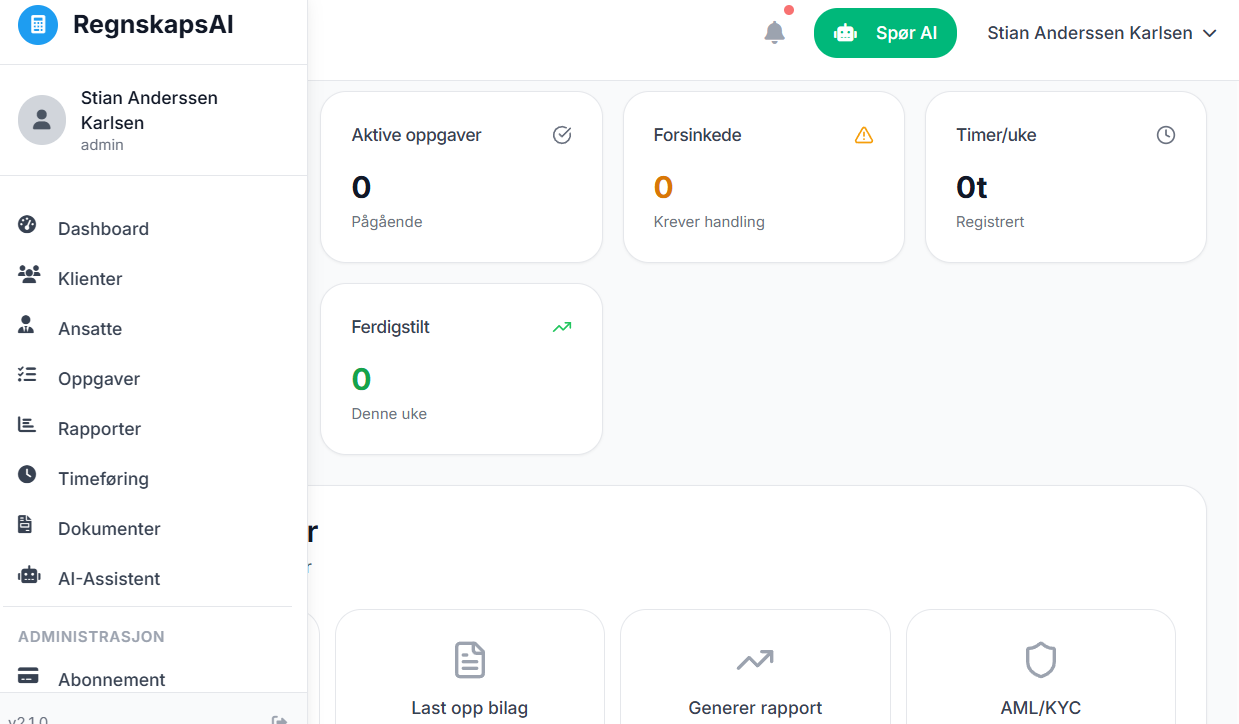 RegnskapsAI
Spør AI
Stian Anderssen Karlsen
Stian Anderssen
Karlsen
admin
Dashboard
Klienter
Ansatte
Oppgaver
Rapporter
Timeføring
Dokumenter
AI-Assistent
ADMINISTRASJON
Abonnement
v2.1.0
Aktive oppgaver
0
Pågående
Forsinkede
0
Krever handling
Timer/uke
0t
Registrert
Ferdigstilt
0
Denne uke
r
r
Last opp bilag
Generer rapport
AML/KYC